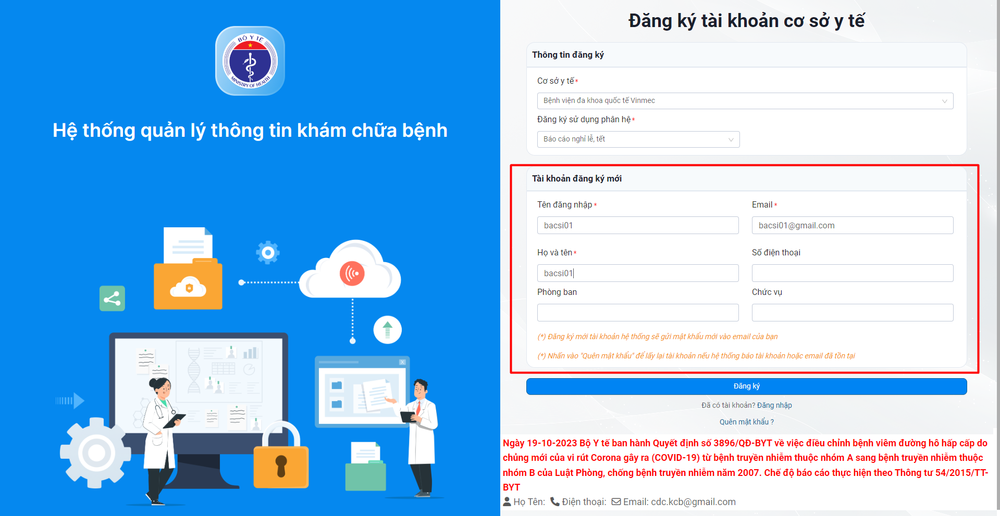 BỘ Y TẾ
MINISTRY OF HEALTH
Hệ thống quản lý thông tin khám chữa bệnh
X
Đăng ký tài khoản cơ sở y tế
Thông tin đăng ký
Cơ sở y tế*
Bệnh viện đa khoa quốc tế Vinmec
Đăng ký sử dụng phân hệ*
Báo cáo nghỉ lễ, tết
Tài khoản đăng ký mới
Tên đăng nhập * Email *
bacsi01 bacsi01@gmail.com
Họ và tên * Số điện thoại
bacsi01
Phòng ban Chức vụ
(*) Đăng ký mới tài khoản hệ thống sẽ gửi mật khẩu mới vào email của bạn
(*) Nhấn vào "Quên mật khẩu" để lấy lại tài khoản nếu hệ thống báo tài khoản hoặc email đã tồn tại
Đăng ký
Đã có tài khoản? Đăng nhập
Quên mật khẩu ?
Ngày 19-10-2023 Bộ Y tế ban hành Quyết định số 3896/QĐ-BYT về việc điều chỉnh bệnh viêm đường hô hấp cấp do
chủng mới của vi rút Corona gây ra (COVID-19) từ bệnh truyền nhiễm thuộc nhóm A sang bệnh truyền nhiễm thuộc
nhóm B của Luật Phòng, chống bệnh truyền nhiễm năm 2007. Chế độ báo cáo thực hiện theo Thông tư 54/2015/TT-
BYT
Họ Tên: Điện thoại: Email: cdc.kcb@gmail.com